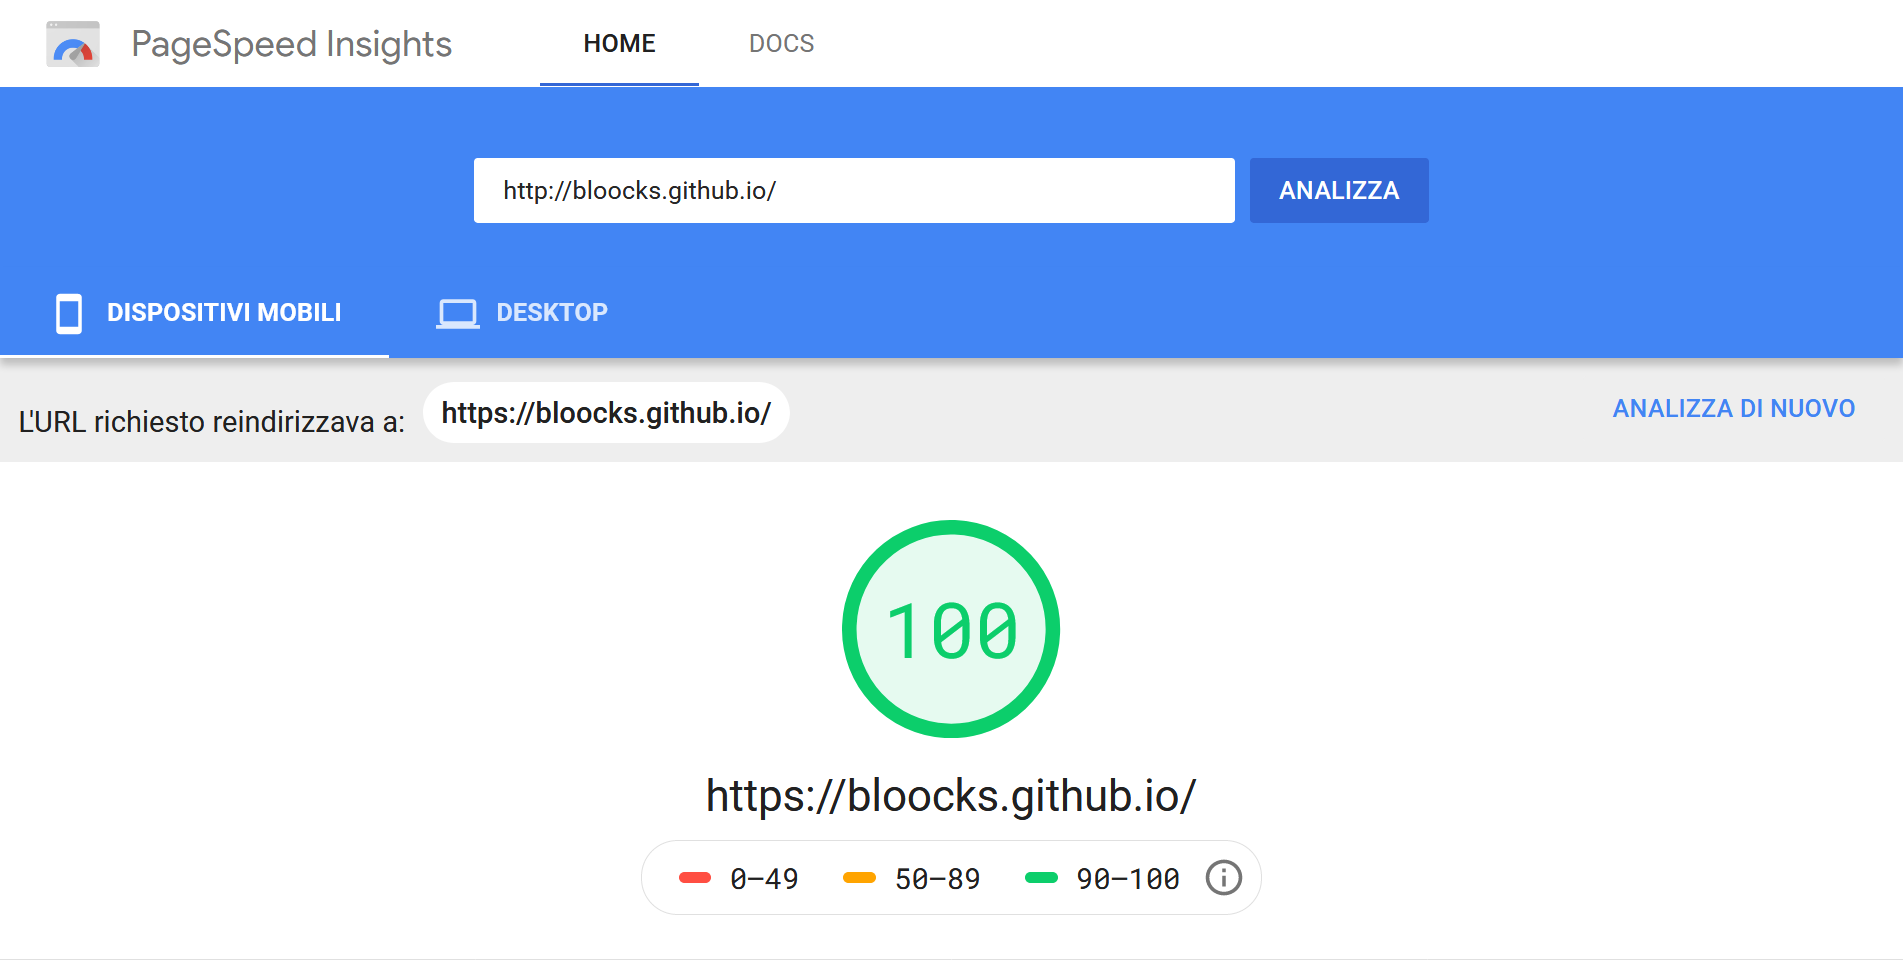 PageSpeed Insights HOME DOCS
http://bloocks.github.io/ ANALIZZA
DISPOSITIVI MOBILI DESKTOP
L'URL richiesto reindirizzava a: https://bloocks.github.io/ ANALIZZA DI NUOVO
100
https://bloocks.github.io/
0–49 50–89 90–100